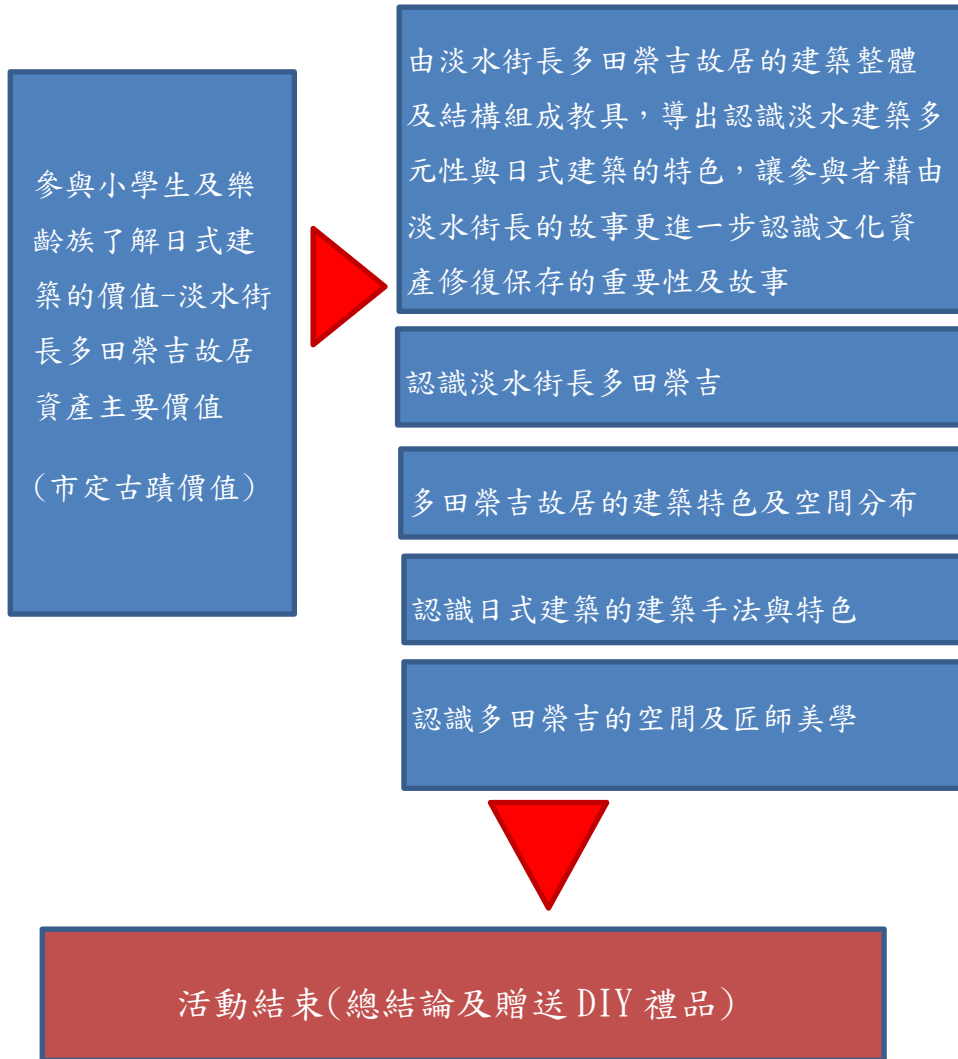 參與小學生及樂
齡族了解日式建
築的價值-淡水街
長多田榮吉故居
資產主要價值
(市定古蹟價值)
由淡水街長多田榮吉故居的建築整體
及結構組成教具，導出認識淡水建築多
元性與日式建築的特色，讓參與者藉由
淡水街長的故事更進一步認識文化資
產修復保存的重要性及故事
認識淡水街長多田榮吉
多田榮吉故居的建築特色及空間分布
認識日式建築的建築手法與特色
認識多田榮吉的空間及匠師美學
活動結束(總結論及贈送 DIY 禮品)